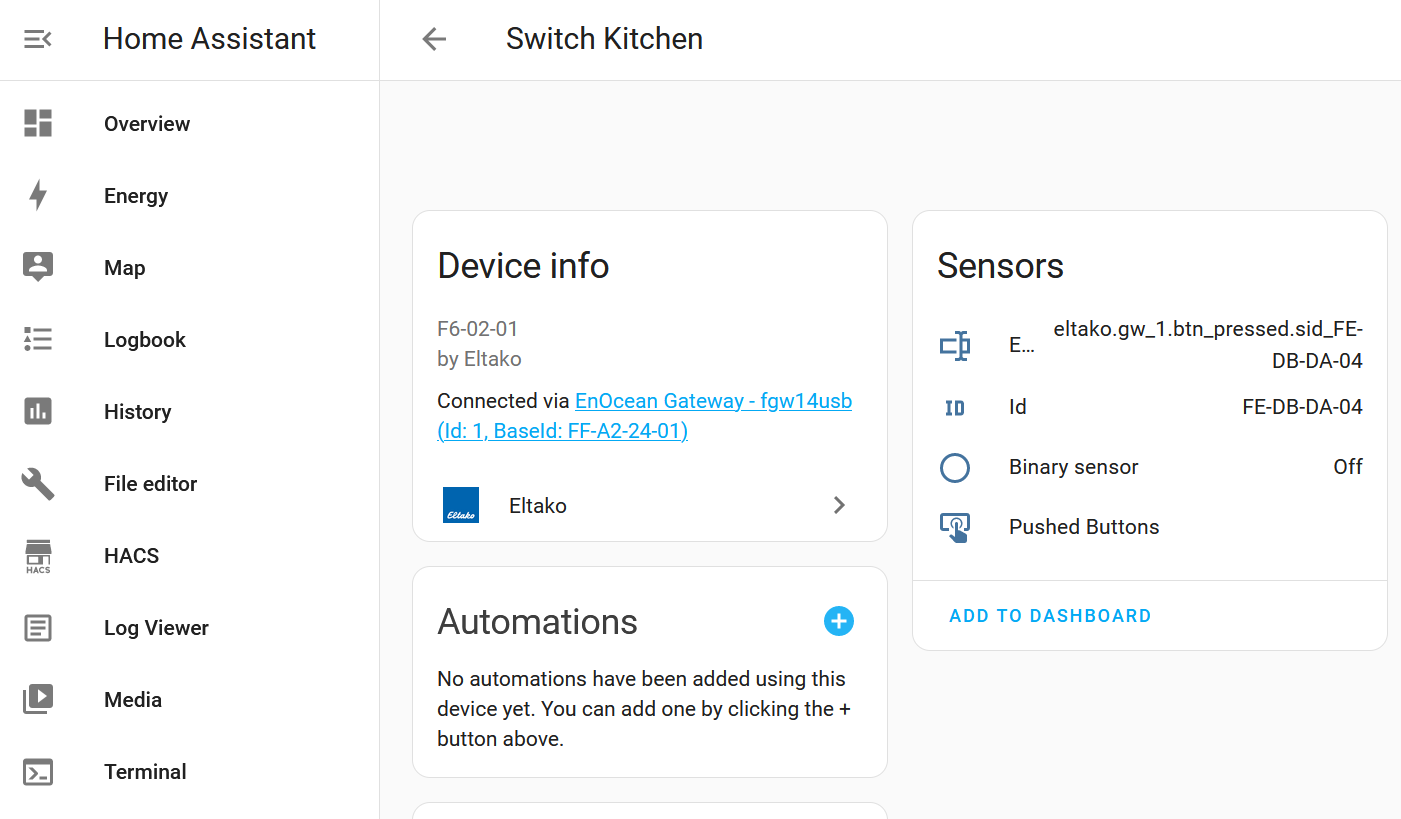 Home Assistant
Switch Kitchen
Overview
Energy
Map
Logbook
History
File editor
HACS
HACS
Log Viewer
Media
Terminal
Device info
F6-02-01
by Eltako
Connected via EnOcean Gateway - fgw14usb
(Id: 1, BaseId: FF-A2-24-01)
Eltako
Eltako
Automations
No automations have been added using this
device yet. You can add one by clicking the +
button above.
Sensors
E... eltako.gw_1.btn_pressed.sid_FE-
DB-DA-04
ID Id FE-DB-DA-04
Binary sensor Off
Pushed Buttons
ADD TO DASHBOARD